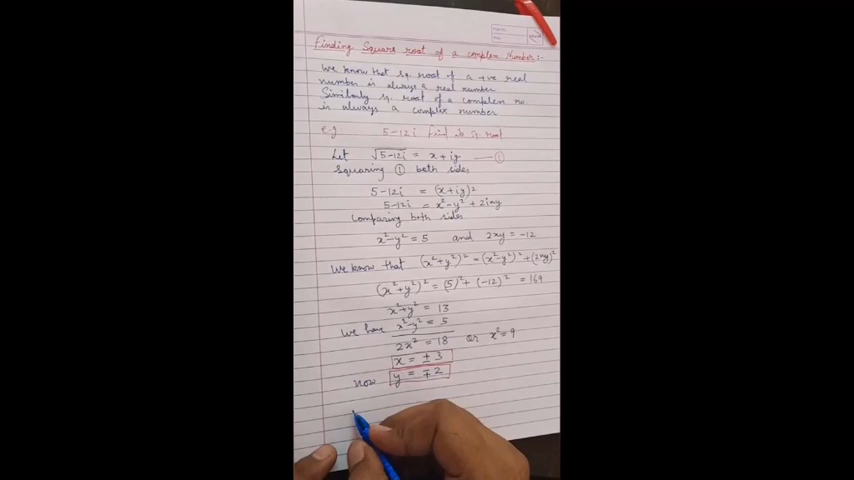 Finding Square root of a complex Number:-
We know that sq. root of a +ve real
number is always a real number
Similarly sq. root of a complex no
is always a complex number
e.g 5-12i find its sq. root
Let √5-12i = x+iy —①
Squaring ① both sides
5-12i = (x+iy)²
5-12i = x²-y²+2ixy
Comparing both sides
x²-y²=5 and 2xy=-12
We know that (x²+y²)²=(x²-y²)²+(2xy)²
(x²+y²)²=(5)²+(-12)²=169
x²+y²=13
We have x²-y²=5
2x²=18 or x²=9
x=±3
Now y=∓2